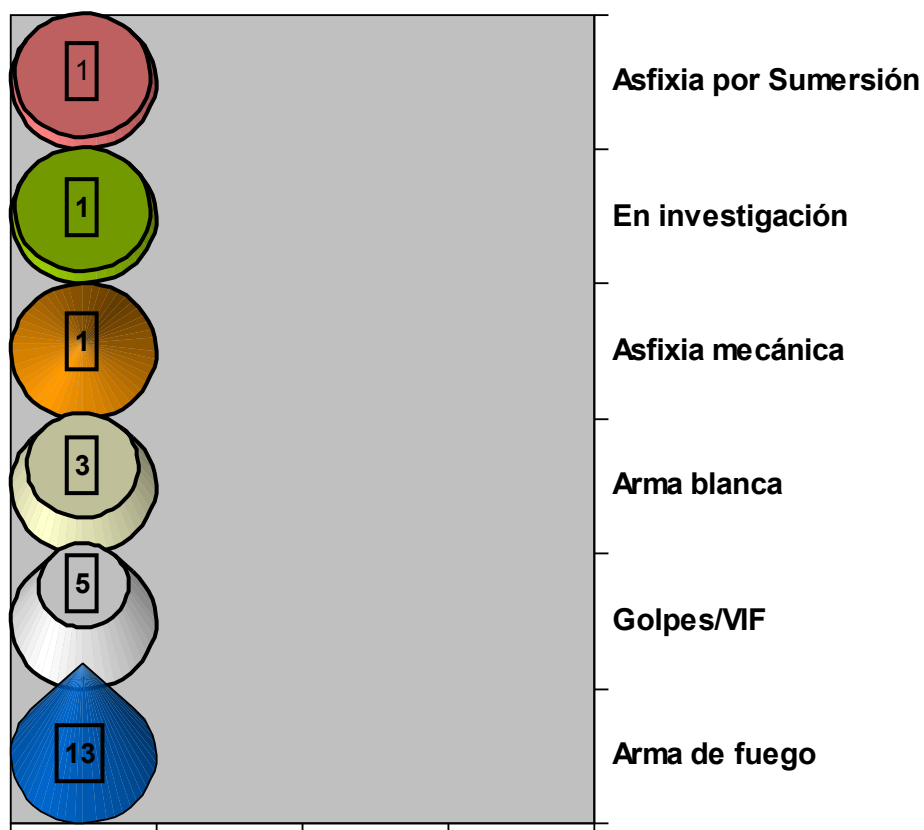 1 Asfixia por Sumersión
1 En investigación
1 Asfixia mecánica
3 Arma blanca
5 Golpes/VIF
13 Arma de fuego